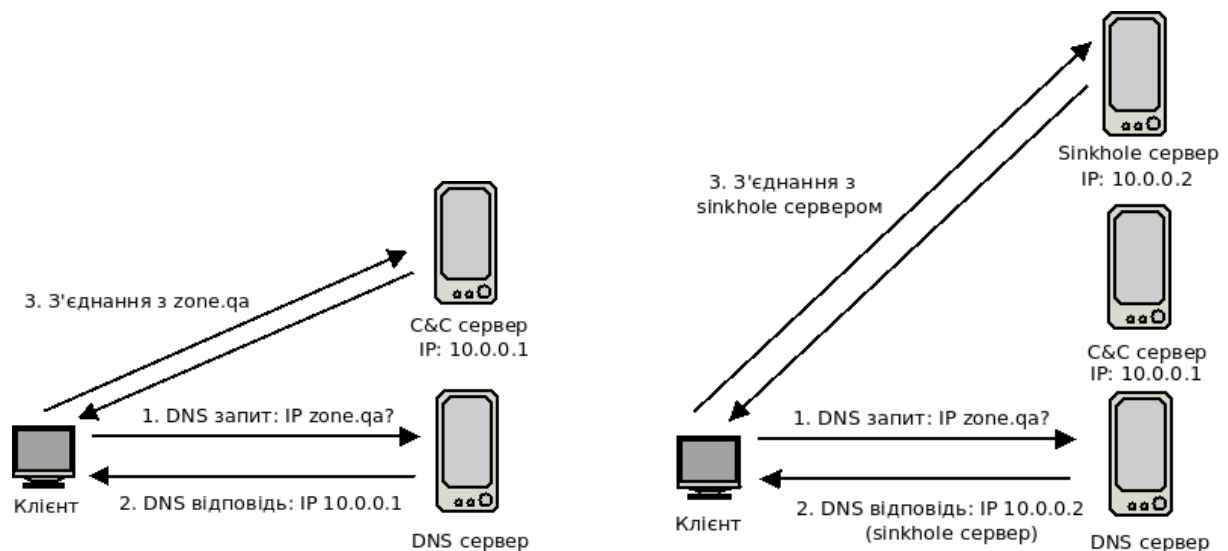 3. З'єднання з zone.qa
C&C сервер
IP: 10.0.0.1
1. DNS запит: IP zone.qa?
Клієнт
2. DNS відповідь: IP 10.0.0.1
DNS сервер
Sinkhole сервер
IP: 10.0.0.2
3. З'єднання з
sinkhole сервером
C&C сервер
IP: 10.0.0.1
1. DNS запит: IP zone.qa?
Клієнт
2. DNS відповідь: IP 10.0.0.2
(sinkhole сервер)
DNS сервер